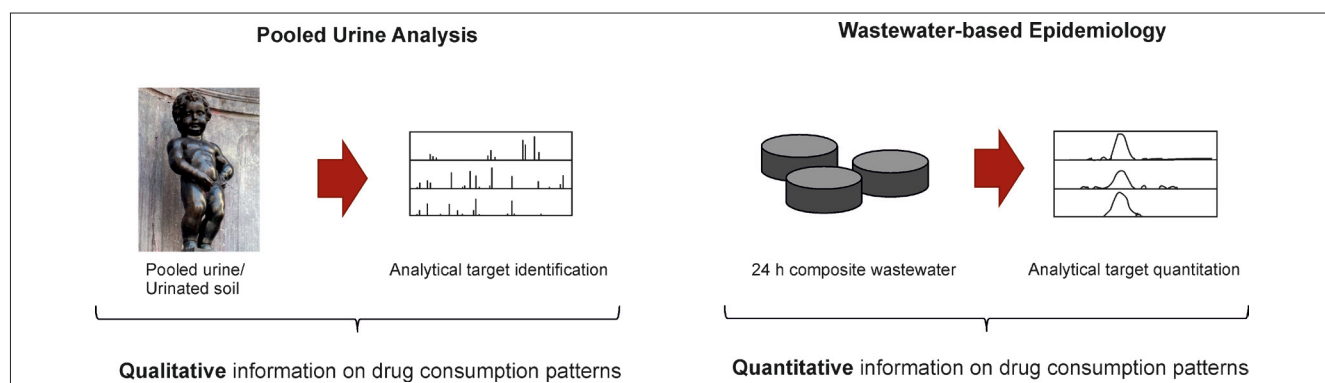 Pooled Urine Analysis
Pooled urine/
Urinated soil
Analytical target identification
Qualitative information on drug consumption patterns
Wastewater-based Epidemiology
24 h composite wastewater
Analytical target quantitation
Quantitative information on drug consumption patterns